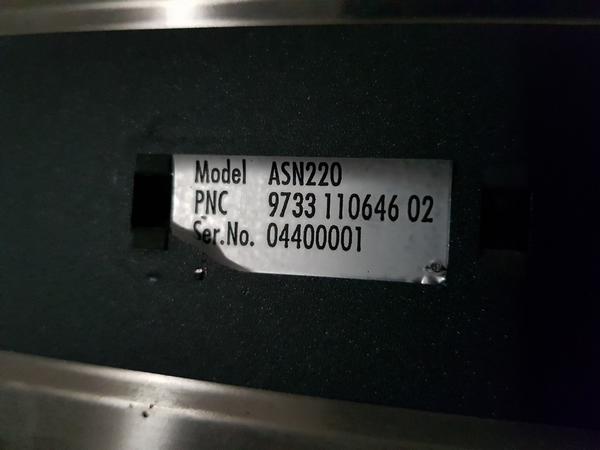 Model ASN220
PNC 9733 110646 02
Ser.No. 04400001